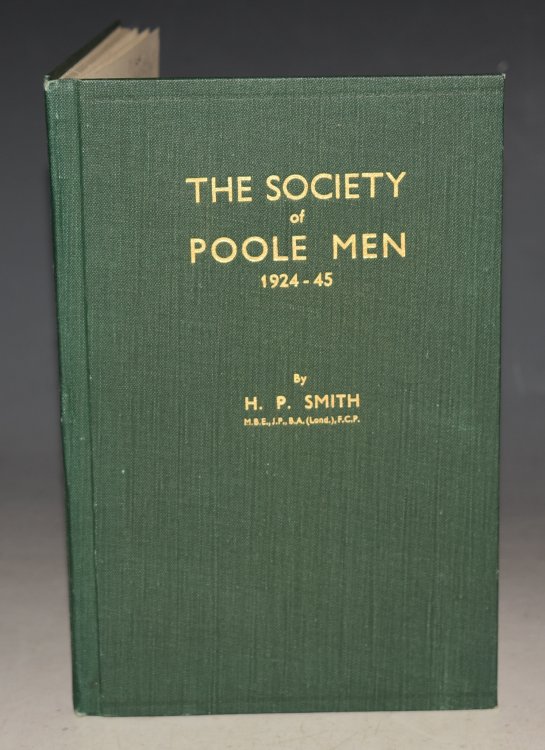 THE SOCIETY
of
POOLE MEN
1924-45
By
H. P. SMITH
M.B.E., J.P., B.A. (Lond.), F.C.P.